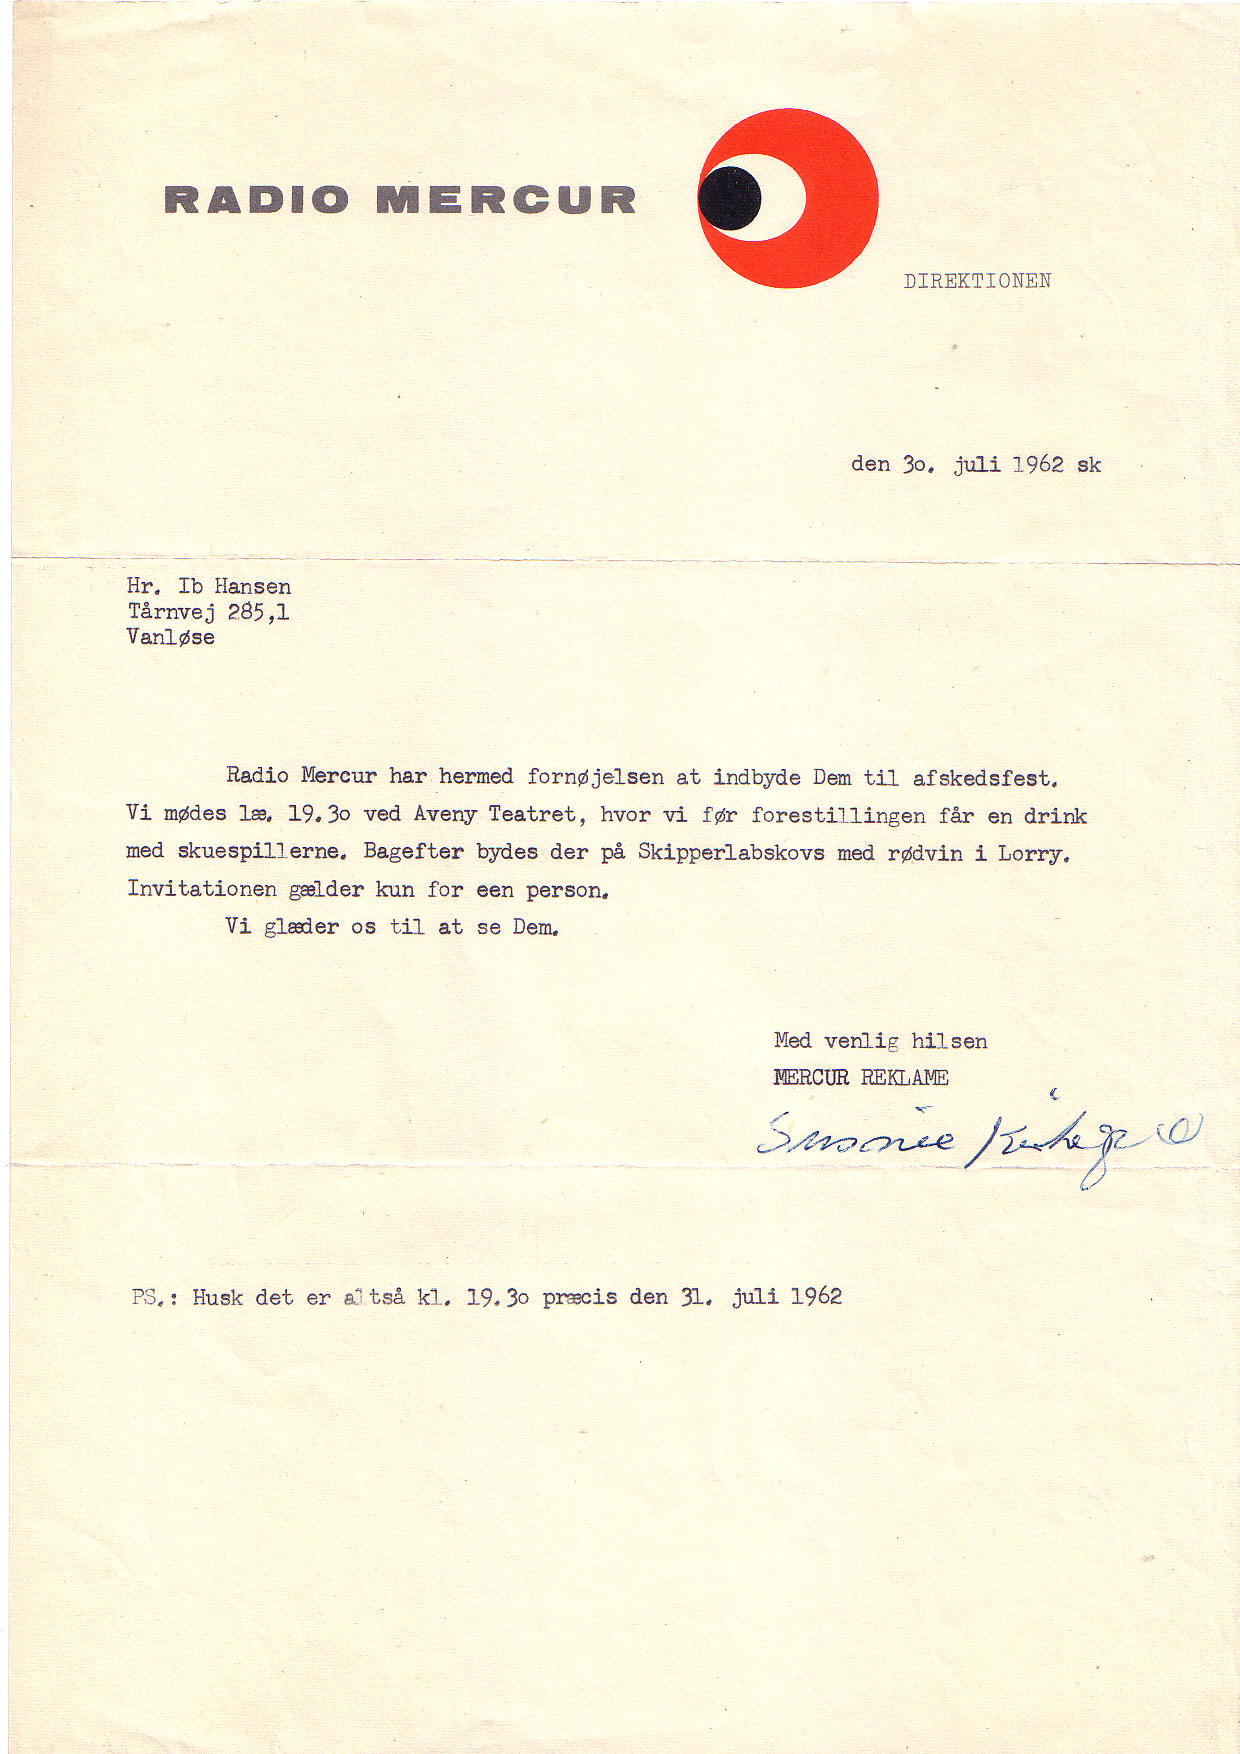 RADIO MERCUR
DIREKTIONEN
den 3o. juli 1962 sk
Hr. Ib Hansen
Tårnvej 285,1
Vanløse
Radio Mercur har hermed fornøjelsen at indbyde Dem til afskedsfest.
Vi mødes læ. 19.3o ved Aveny Teatret, hvor vi før forestillingen får en drink
med skuespillerne. Bagefter bydes der på Skipperlabskovs med rødvin i Lorry.
Invitationen gælder kun for een person.
Vi glæder os til at se Dem.
Med venlig hilsen
MERCUR REKLAME
PS.: Husk det er altså kl. 19.3o præcis den 31. juli 1962